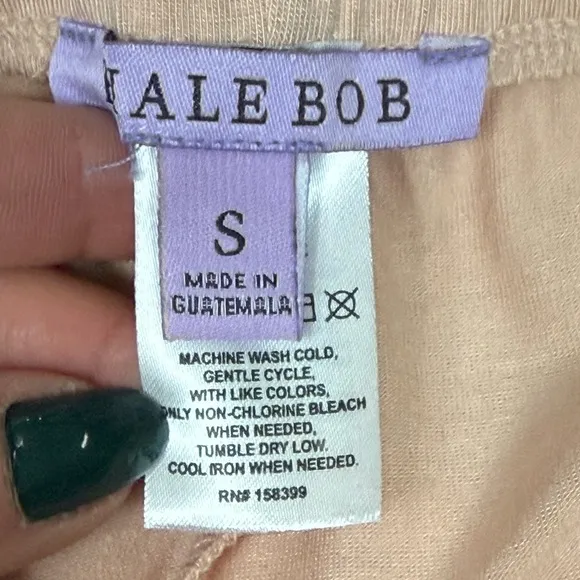 HALE BOB
S
MADE IN
GUATEMALA
MACHINE WASH COLD,
GENTLE CYCLE,
WITH LIKE COLORS,
ONLY NON-CHLORINE BLEACH
WHEN NEEDED,
TUMBLE DRY LOW.
COOL IRON WHEN NEEDED.
RN# 158399